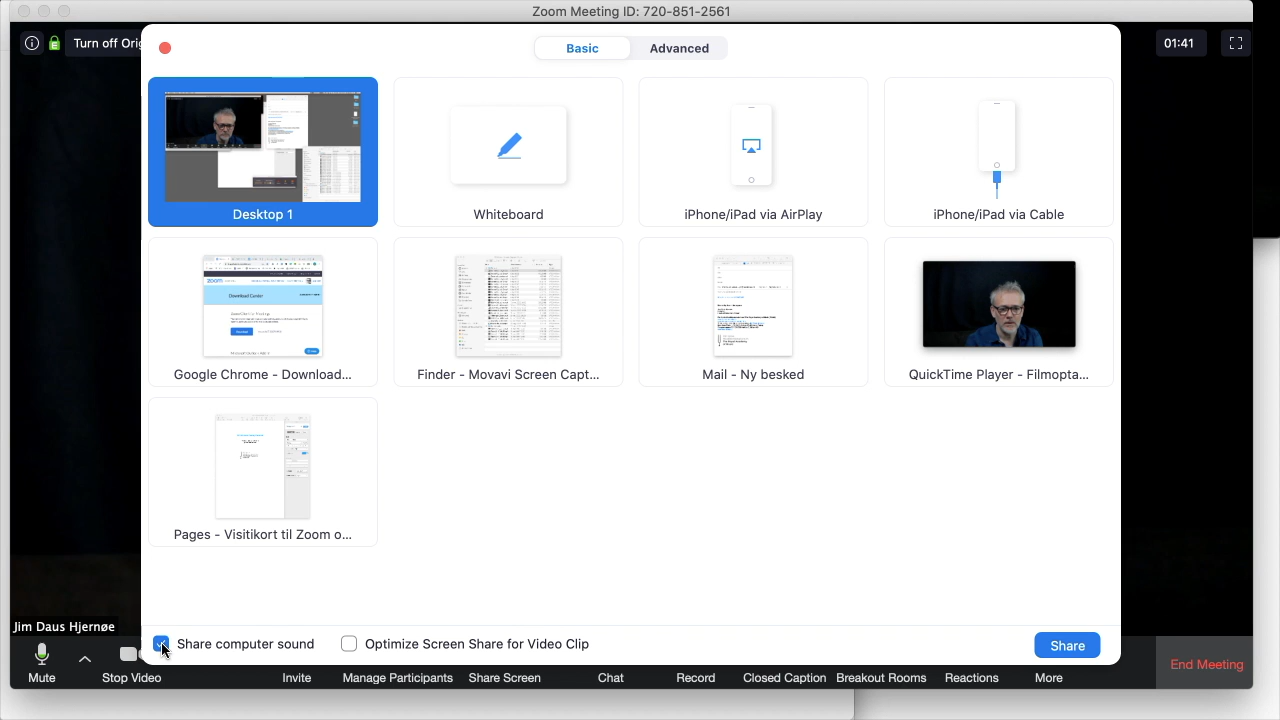 Zoom Meeting ID: 720-851-2561
Turn off Orig
Basic
Advanced
01:41
Desktop 1
Whiteboard
iPhone/iPad via AirPlay
iPhone/iPad via Cable
zoom
Download Center
Google Chrome - Download...
Finder - Movavi Screen Capt...
Mail - Ny besked
QuickTime Player - Filmopta...
Pages - Visitikort til Zoom o...
Jim Daus Hjernøe
Share computer sound
Optimize Screen Share for Video Clip
Share
Mute
Stop Video
Invite
Manage Participants
Share Screen
Chat
Record
Closed Caption
Breakout Rooms
Reactions
More
End Meeting